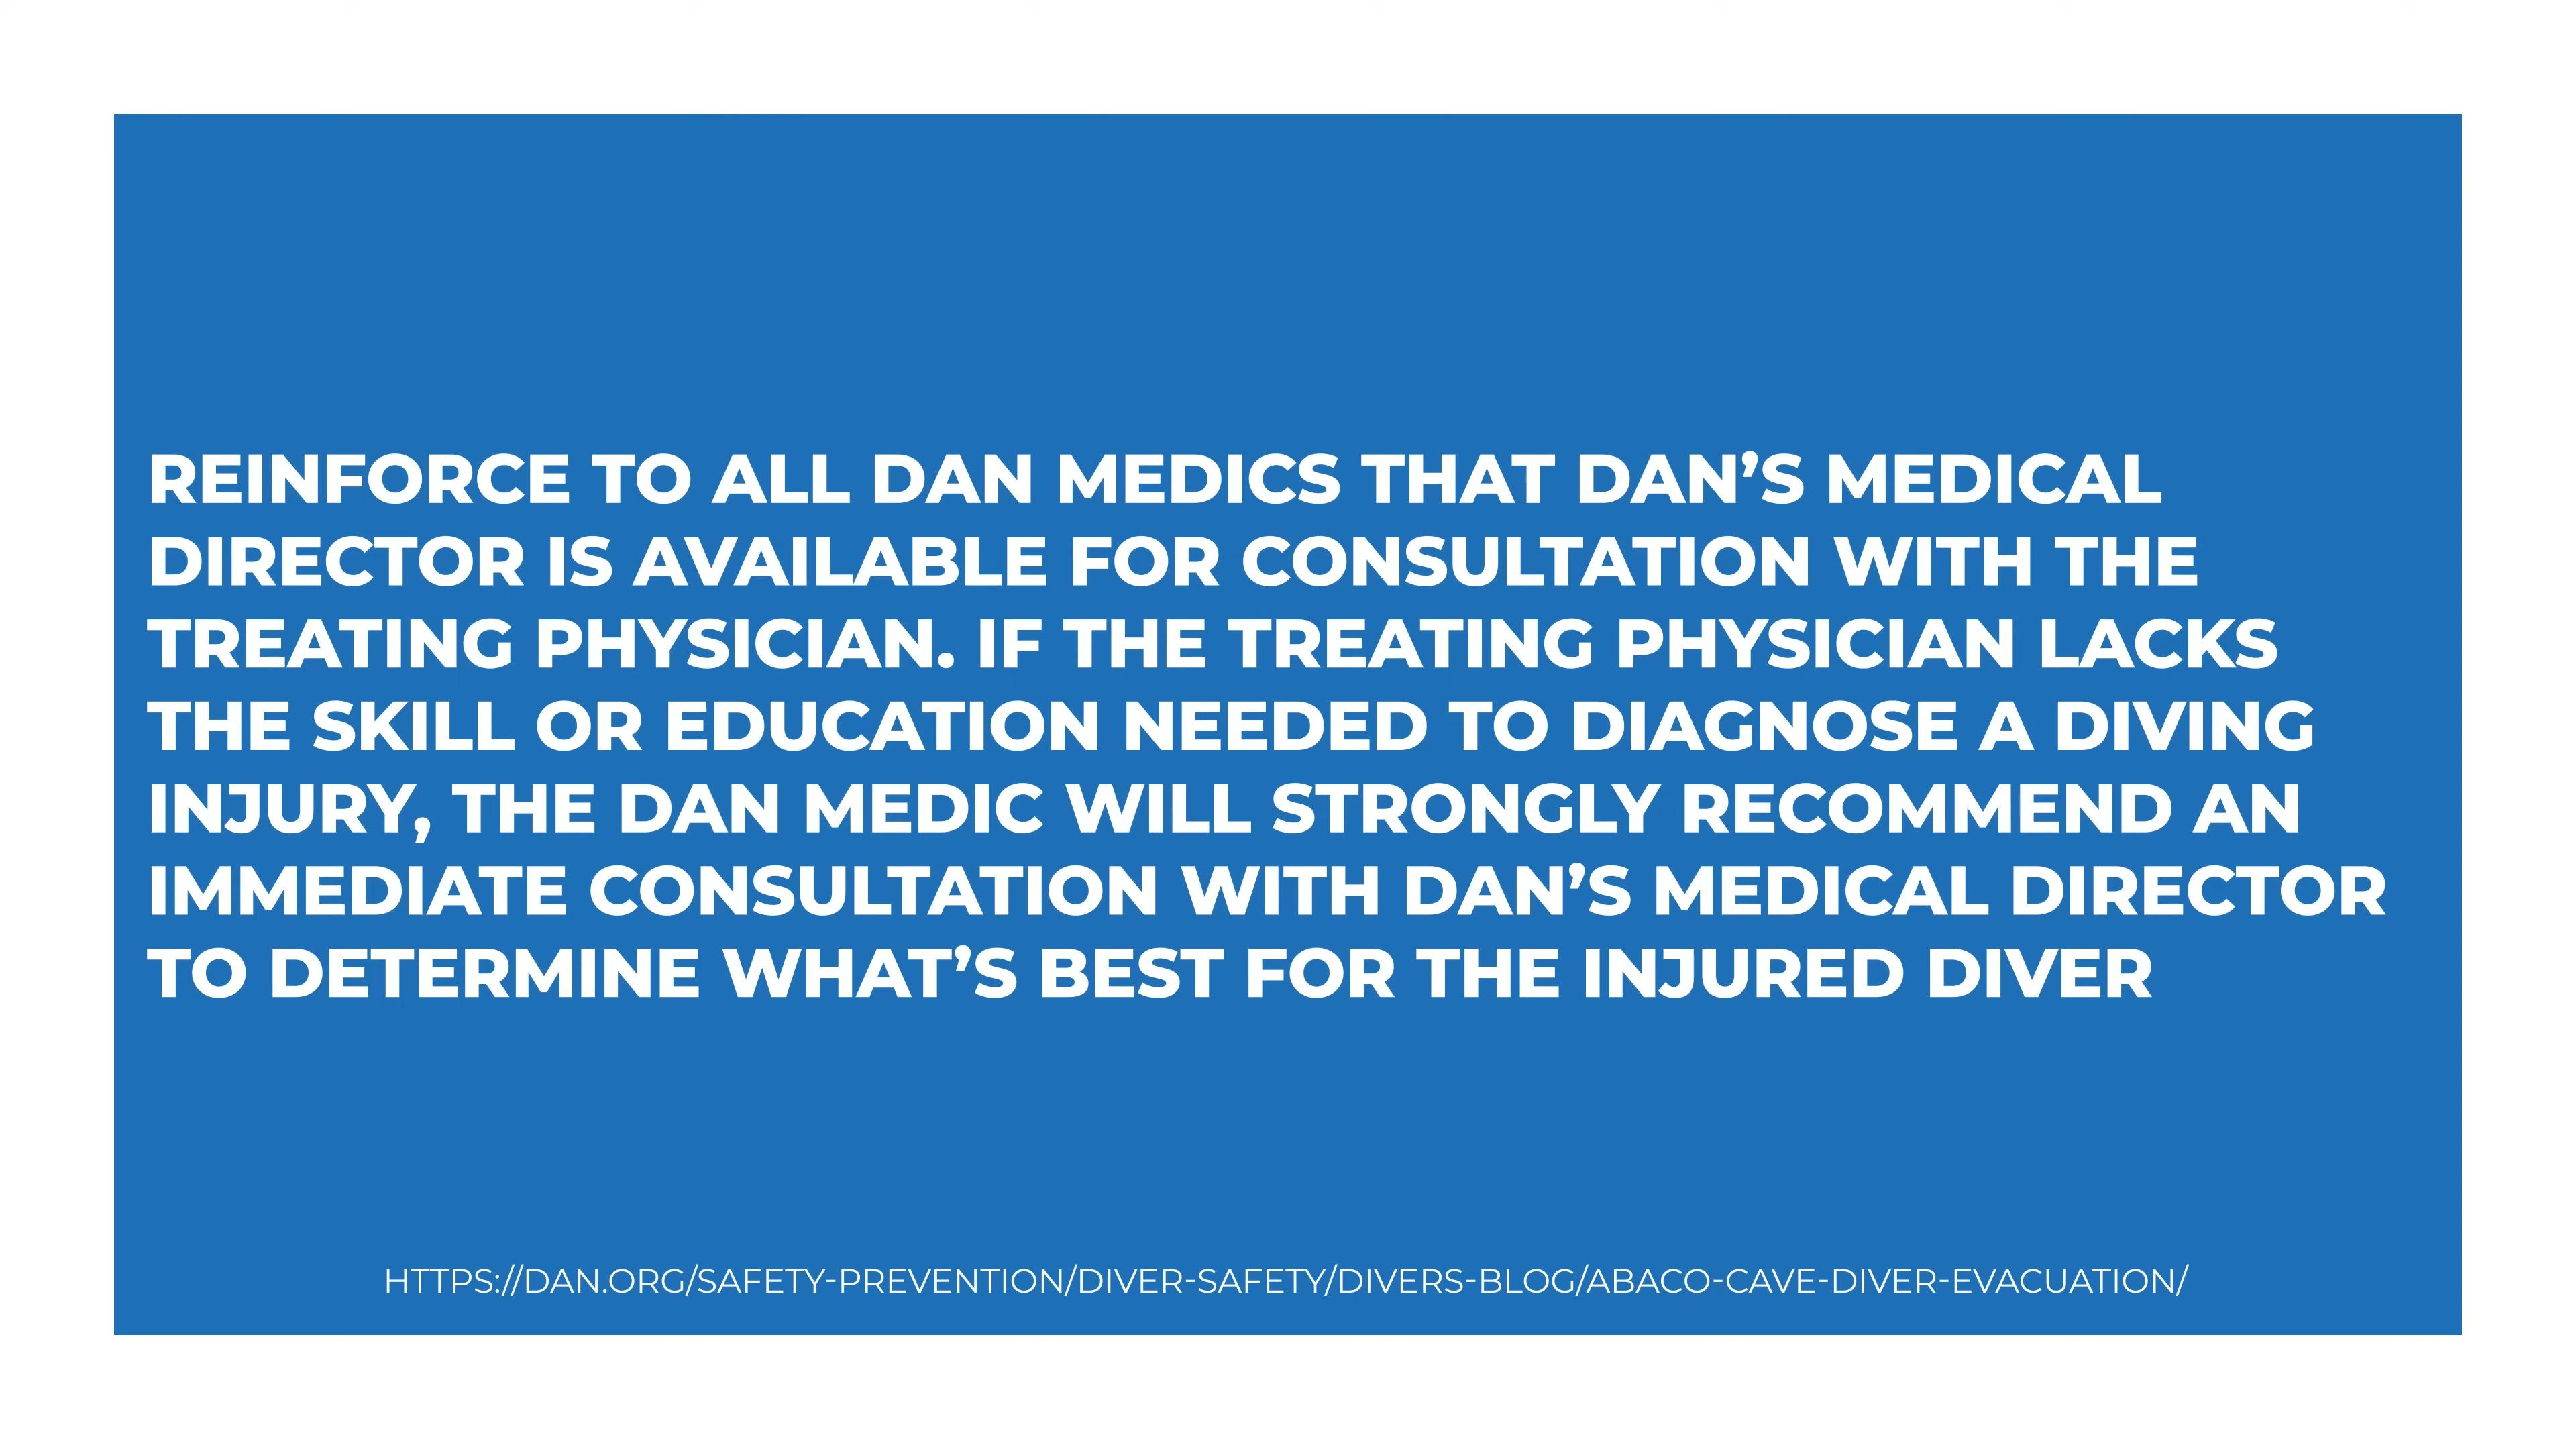 REINFORCE TO ALL DAN MEDICS THAT DAN’S MEDICAL
DIRECTOR IS AVAILABLE FOR CONSULTATION WITH THE
TREATING PHYSICIAN. IF THE TREATING PHYSICIAN LACKS
THE SKILL OR EDUCATION NEEDED TO DIAGNOSE A DIVING
INJURY, THE DAN MEDIC WILL STRONGLY RECOMMEND AN
IMMEDIATE CONSULTATION WITH DAN’S MEDICAL DIRECTOR
TO DETERMINE WHAT’S BEST FOR THE INJURED DIVER
HTTPS://DAN.ORG/SAFETY-PREVENTION/DIVER-SAFETY/DIVERS-BLOG/ABACO-CAVE-DIVER-EVACUATION/